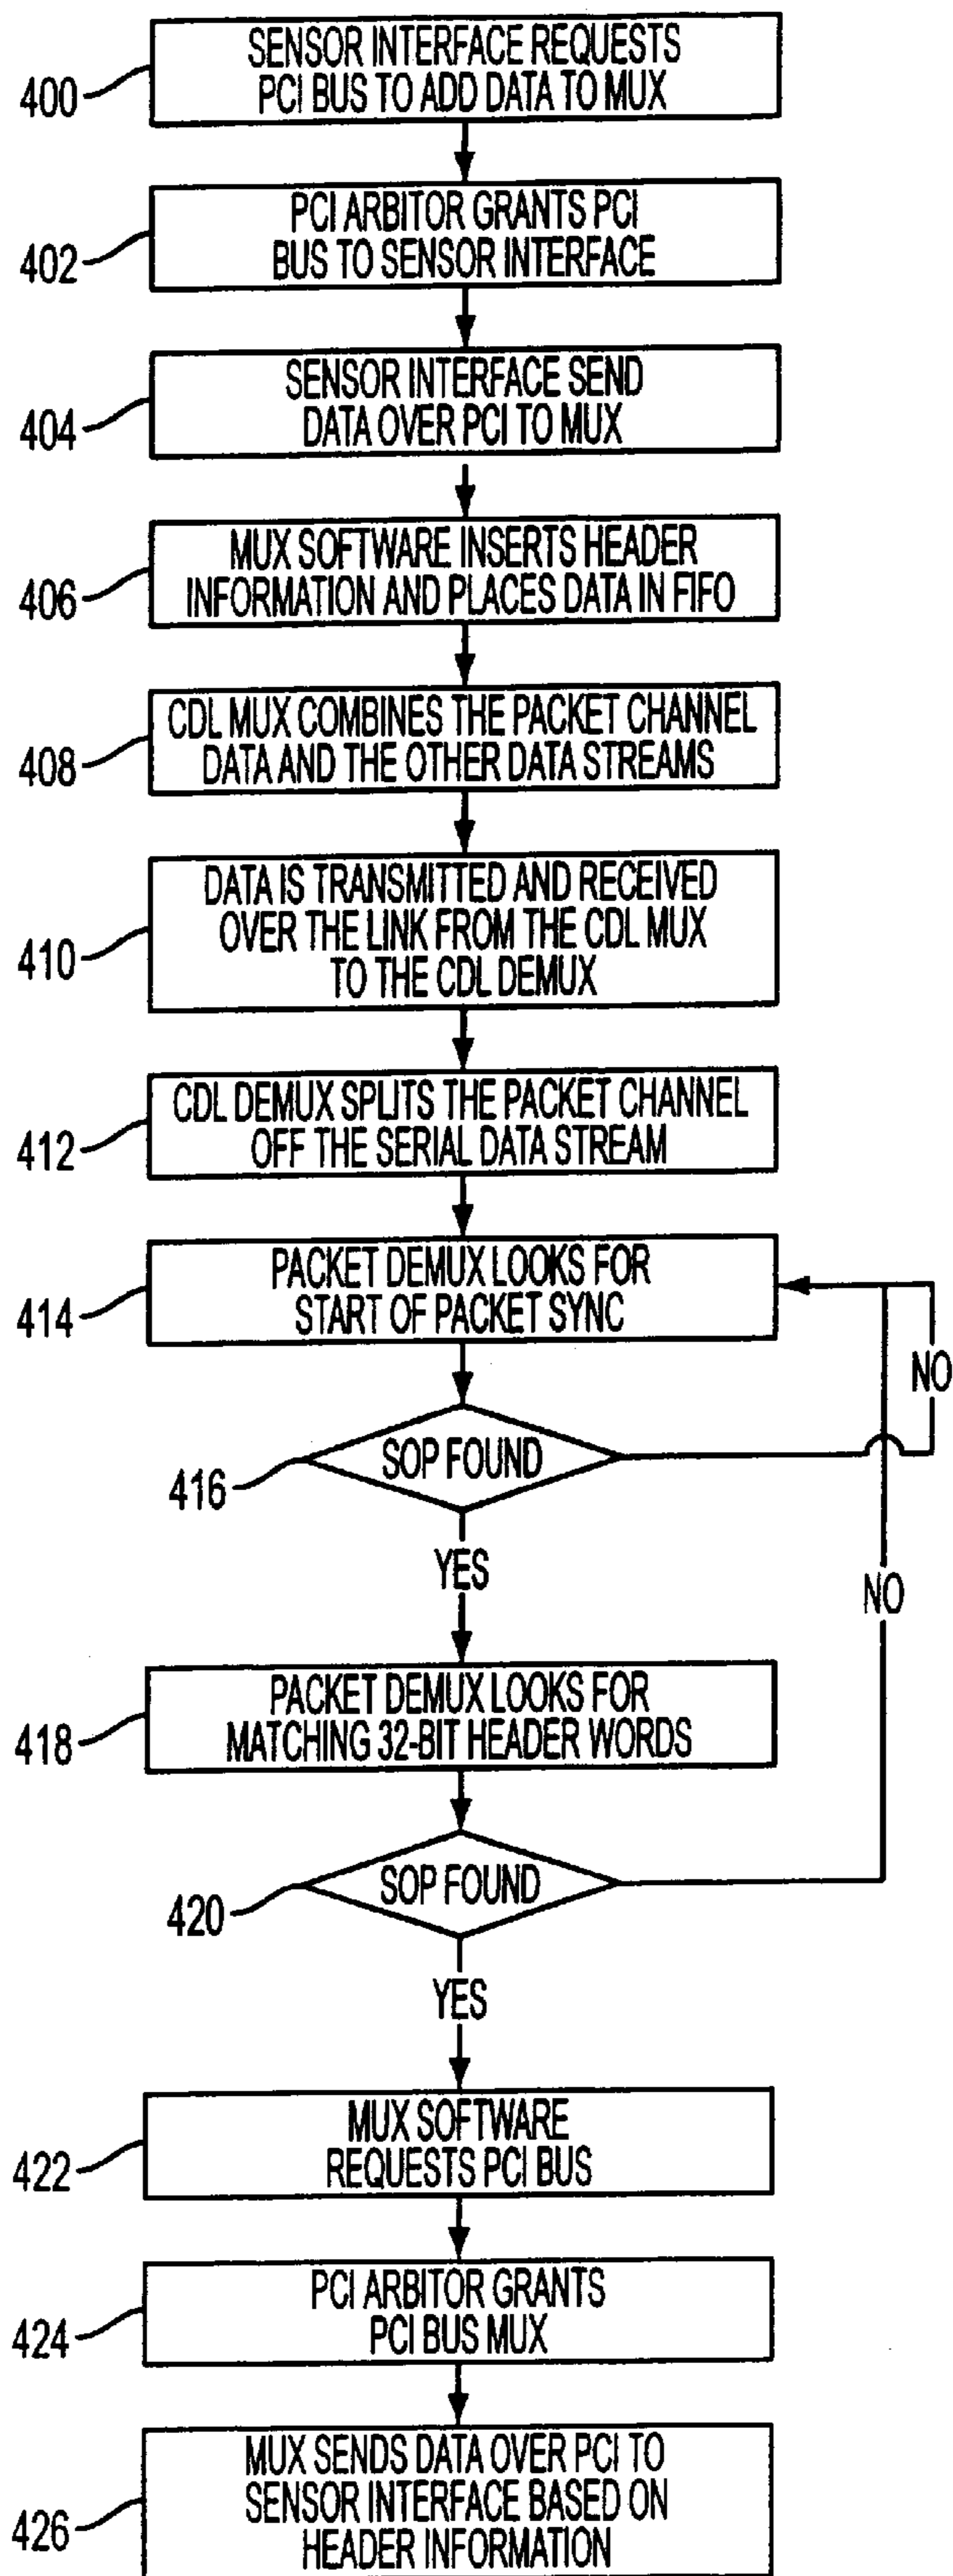 SENSOR INTERFACE REQUESTS
PCI BUS TO ADD DATA TO MUX
400
PCI ARBITOR GRANTS PCI
BUS TO SENSOR INTERFACE
402
SENSOR INTERFACE SEND
DATA OVER PCI TO MUX
404
MUX SOFTWARE INSERTS HEADER
INFORMATION AND PLACES DATA IN FIFO
406
CDL MUX COMBINES THE PACKET CHANNEL
DATA AND THE OTHER DATA STREAMS
408
DATA IS TRANSMITTED AND RECEIVED
OVER THE LINK FROM THE CDL MUX
TO THE CDL DEMUX
410
CDL DEMUX SPLITS THE PACKET CHANNEL
OFF THE SERIAL DATA STREAM
412
PACKET DEMUX LOOKS FOR
START OF PACKET SYNC
414
NO
SOP FOUND
416
YES
NO
PACKET DEMUX LOOKS FOR
MATCHING 32-BIT HEADER WORDS
418
SOP FOUND
420
YES
MUX SOFTWARE
REQUESTS PCI BUS
422
PCI ARBITOR GRANTS
PCI BUS MUX
424
MUX SENDS DATA OVER PCI TO
SENSOR INTERFACE BASED ON
HEADER INFORMATION
426